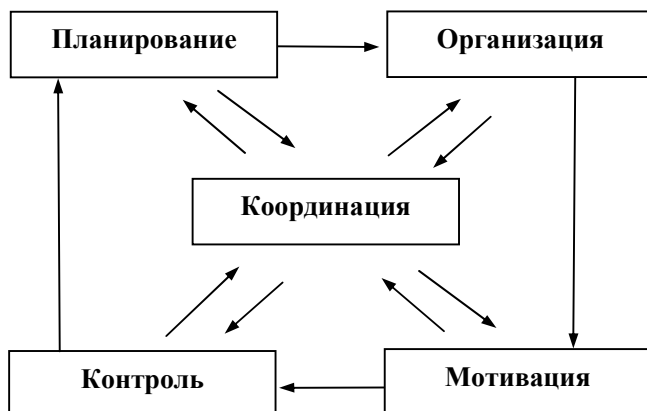 Планирование
Организация
Координация
Контроль
Мотивация